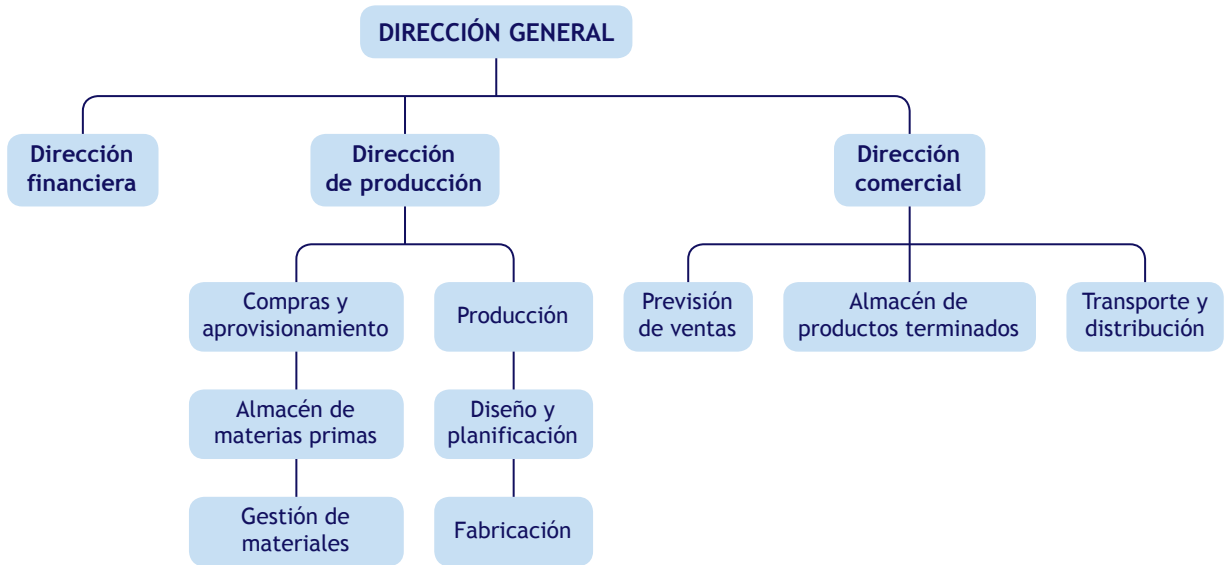 DIRECCIÓN GENERAL
Dirección
financiera
Dirección
de producción
Dirección
comercial
Compras y
aprovisionamiento
Producción
Previsión
de ventas
Almacén de
productos terminados
Transporte y
distribución
Almacén de
materias primas
Diseño y
planificación
Gestión de
materiales
Fabricación